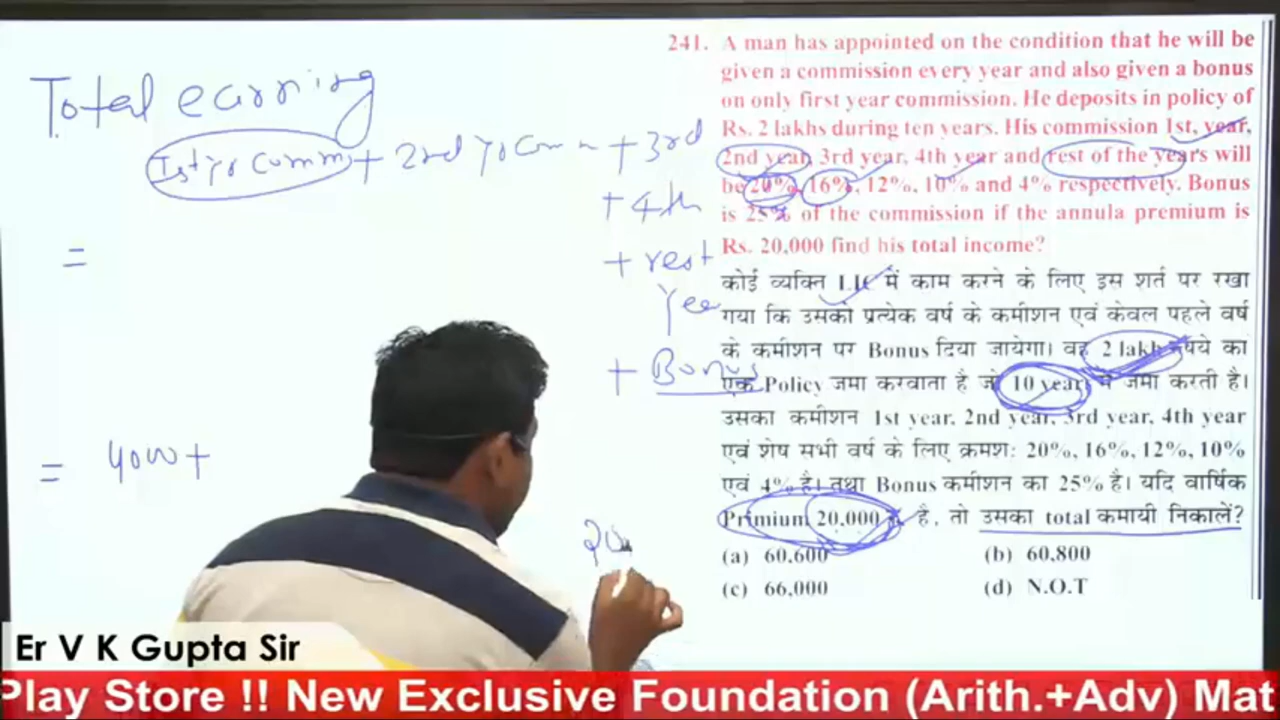 Total earning
1st yr comm + 2nd yr com + 3rd
+ 4th
+ rest
Yea
+ Bonus
=
= 4000 +
20
241. A man has appointed on the condition that he will be
given a commission every year and also given a bonus
on only first year commission. He deposits in policy of
Rs. 2 lakhs during ten years. His commission 1st, year,
2nd year, 3rd year, 4th year and rest of the years will
be 20%, 16%, 12%, 10% and 4% respectively. Bonus
is 25% of the commission if the annula premium is
Rs. 20,000 find his total income?
कोई व्यक्ति LIC में काम करने के लिए इस शर्त पर रखा
गया कि उसको प्रत्येक वर्ष के कमीशन एवं केवल पहले वर्ष
के कमीशन पर Bonus दिया जायेगा। वह 2 lakh रुपये का
एक Policy जमा करवाता है जो 10 years में जमा करती है।
उसका कमीशन 1st year, 2nd year, 3rd year, 4th year
एवं शेष सभी वर्ष के लिए क्रमश: 20%, 16%, 12%, 10%
एवं 4% है। तथा Bonus कमीशन का 25% है। यदि वार्षिक
Primium 20,000 है, तो उसका total कमायी निकालें?
(a) 60,600 (b) 60,800
(c) 66,000 (d) N.O.T
Er V K Gupta Sir
Play Store !! New Exclusive Foundation (Arith.+Adv) Mat